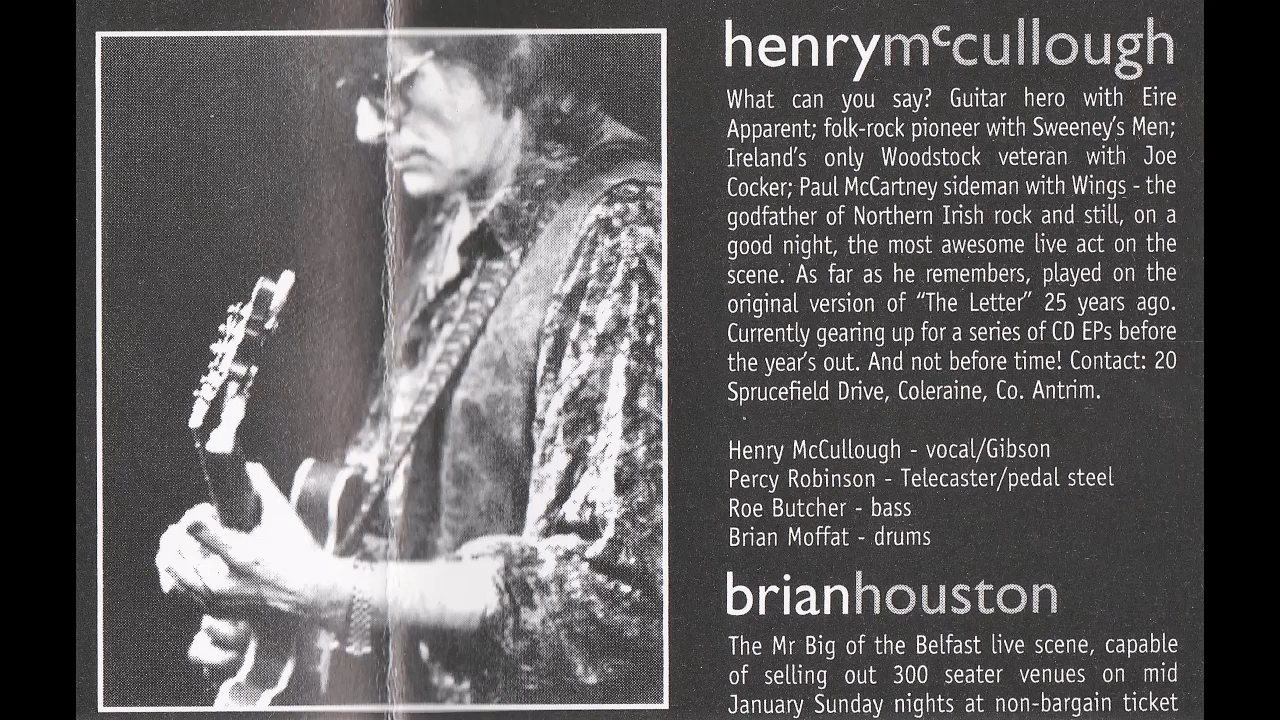 henrymccullough
What can you say? Guitar hero with Eire
Apparent; folk-rock pioneer with Sweeney's Men;
Ireland's only Woodstock veteran with Joe
Cocker; Paul McCartney sideman with Wings - the
godfather of Northern Irish rock and still, on a
good night, the most awesome live act on the
scene. As far as he remembers, played on the
original version of "The Letter" 25 years ago.
Currently gearing up for a series of CD EPs before
the year's out. And not before time! Contact: 20
Sprucefield Drive, Coleraine, Co. Antrim.
Henry McCullough - vocal/Gibson
Percy Robinson - Telecaster/pedal steel
Roe Butcher - bass
Brian Moffat - drums
brianhouston
The Mr Big of the Belfast live scene, capable
of selling out 300 seater venues on mid
January Sunday nights at non-bargain ticket